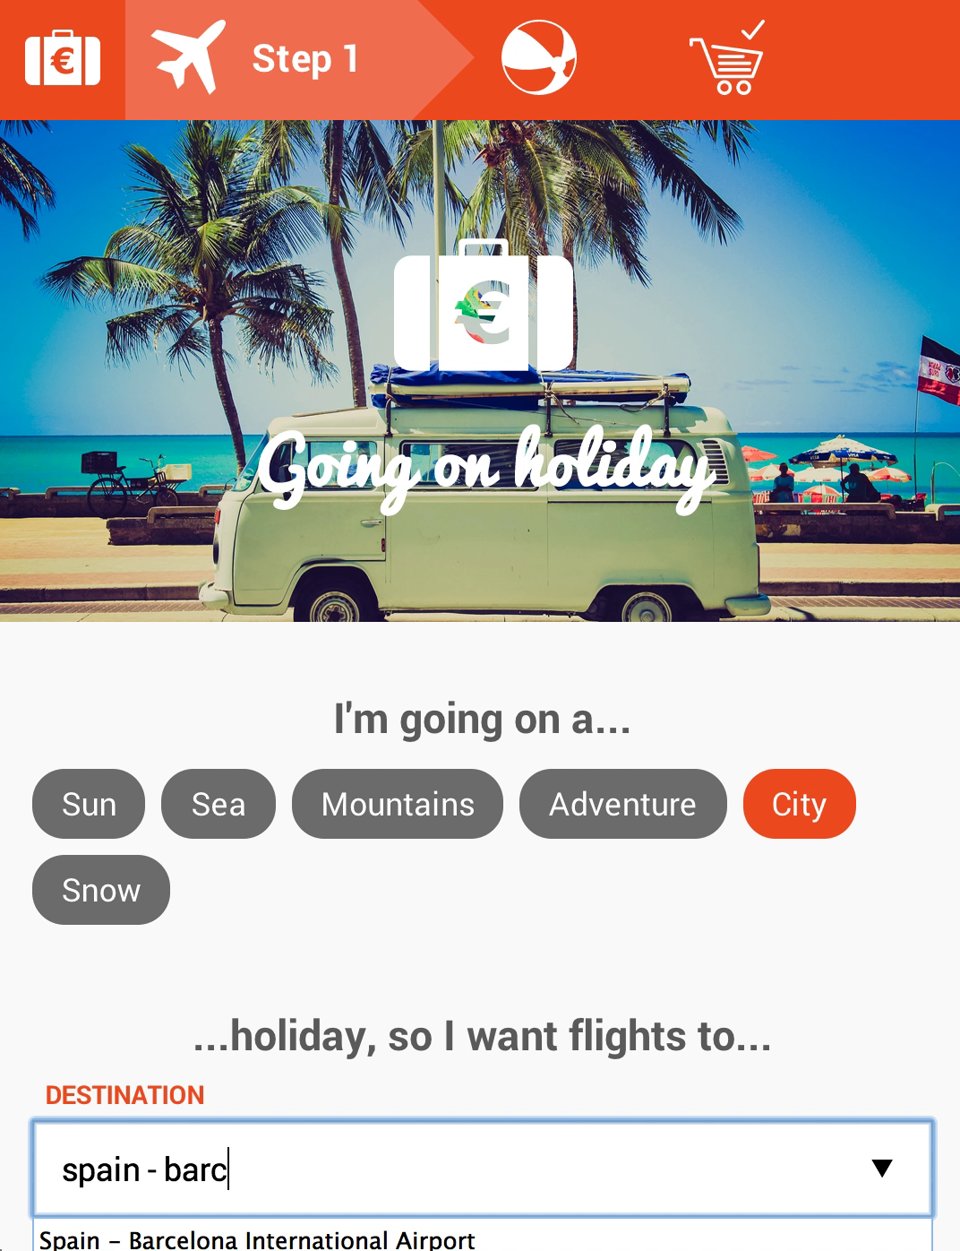 €
Step 1
€
Going on holiday
I'm going on a...
Sun
Sea
Mountains
Adventure
City
Snow
...holiday, so I want flights to...
DESTINATION
spain - barc
Spain – Barcelona International Airport